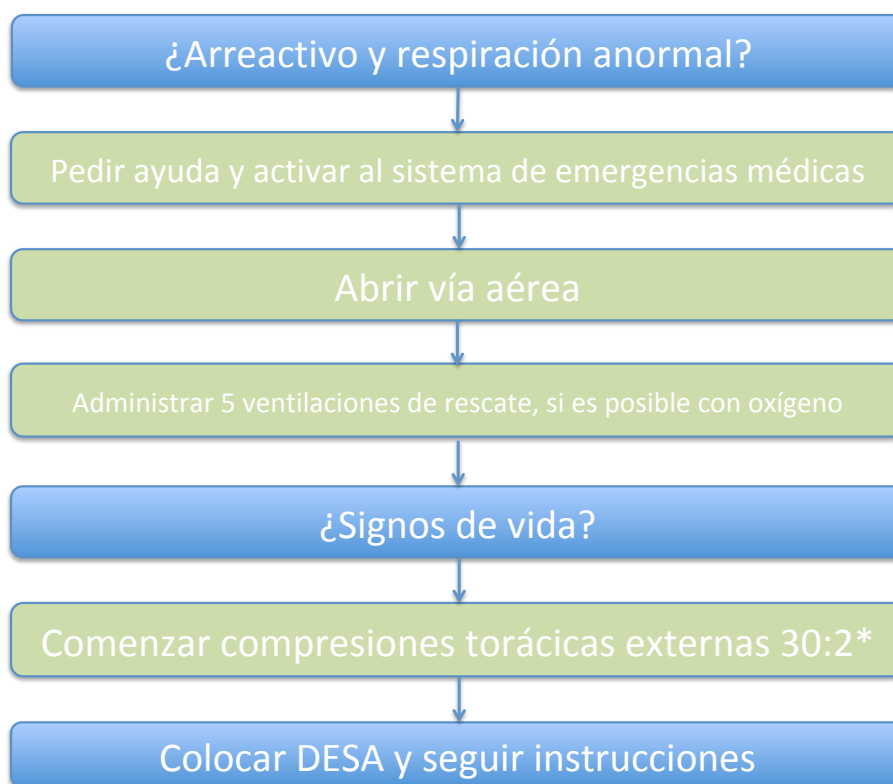 ¿Arreactivo y respiración anormal?
Pedir ayuda y activar al sistema de emergencias médicas
Abrir vía aérea
Administrar 5 ventilaciones de rescate, si es posible con oxígeno
¿Signos de vida?
Comenzar compresiones torácicas externas 30:2*
Colocar DESA y seguir instrucciones